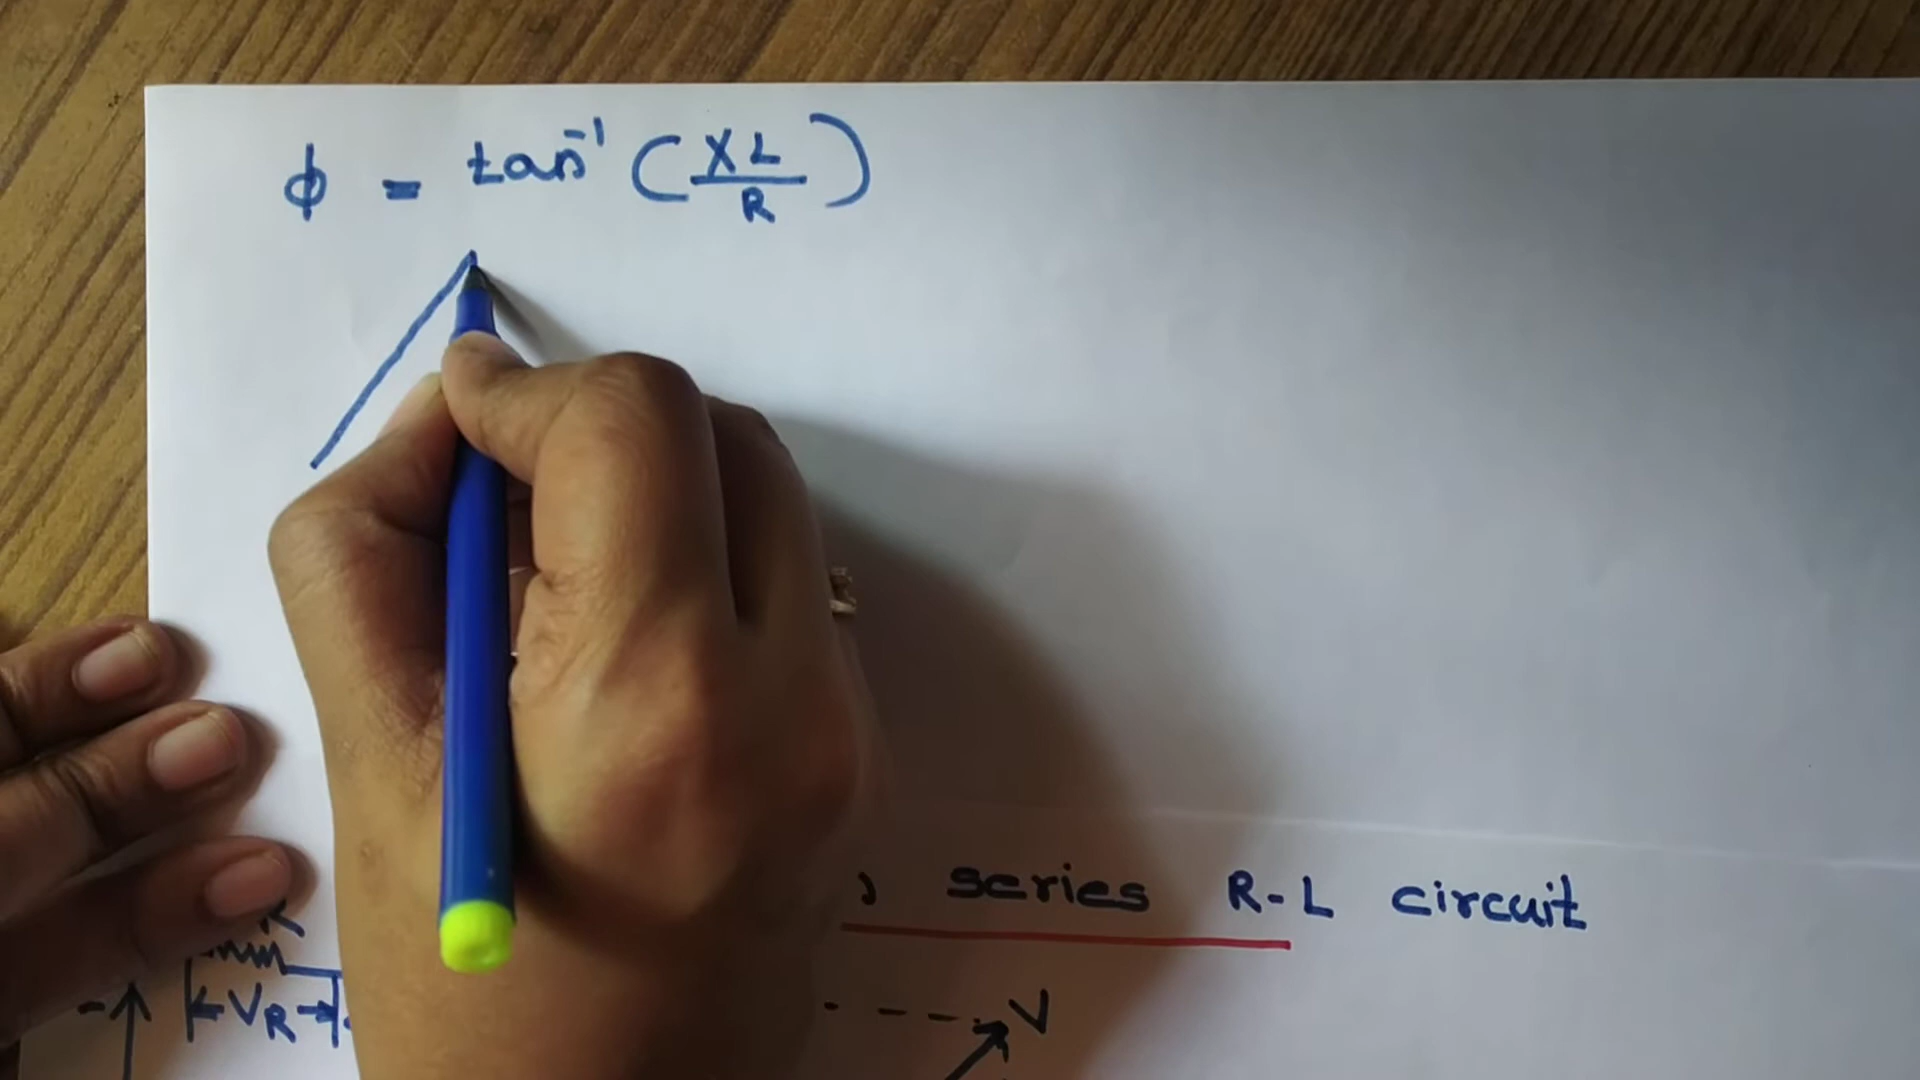 ϕ = tan⁻¹ (XL/R)
series R-L circuit
R
VR
V